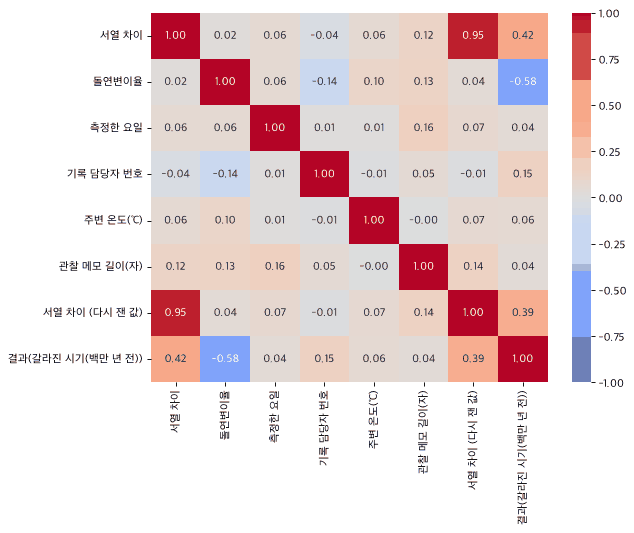 서열 차이 1.00 0.02 0.06 -0.04 0.06 0.12 0.95 0.42
돌연변이율 0.02 1.00 0.06 -0.14 0.10 0.13 0.04 -0.58
측정한 요일 0.06 0.06 1.00 0.01 0.01 0.16 0.07 0.04
기록 담당자 번호 -0.04 -0.14 0.01 1.00 -0.01 0.05 -0.01 0.15
주변 온도(℃) 0.06 0.10 0.01 -0.01 1.00 -0.00 0.07 0.06
관찰 메모 길이(자) 0.12 0.13 0.16 0.05 -0.00 1.00 0.14 0.04
서열 차이 (다시 잰 값) 0.95 0.04 0.07 -0.01 0.07 0.14 1.00 0.39
결과(갈라진 시기(백만 년 전)) 0.42 -0.58 0.04 0.15 0.06 0.04 0.39 1.00
서열 차이
돌연변이율
측정한 요일
기록 담당자 번호
주변 온도(℃)
관찰 메모 길이(자)
서열 차이 (다시 잰 값)
결과(갈라진 시기(백만 년 전))
1.00
0.75
0.50
0.25
0.00
-0.25
-0.50
-0.75
-1.00